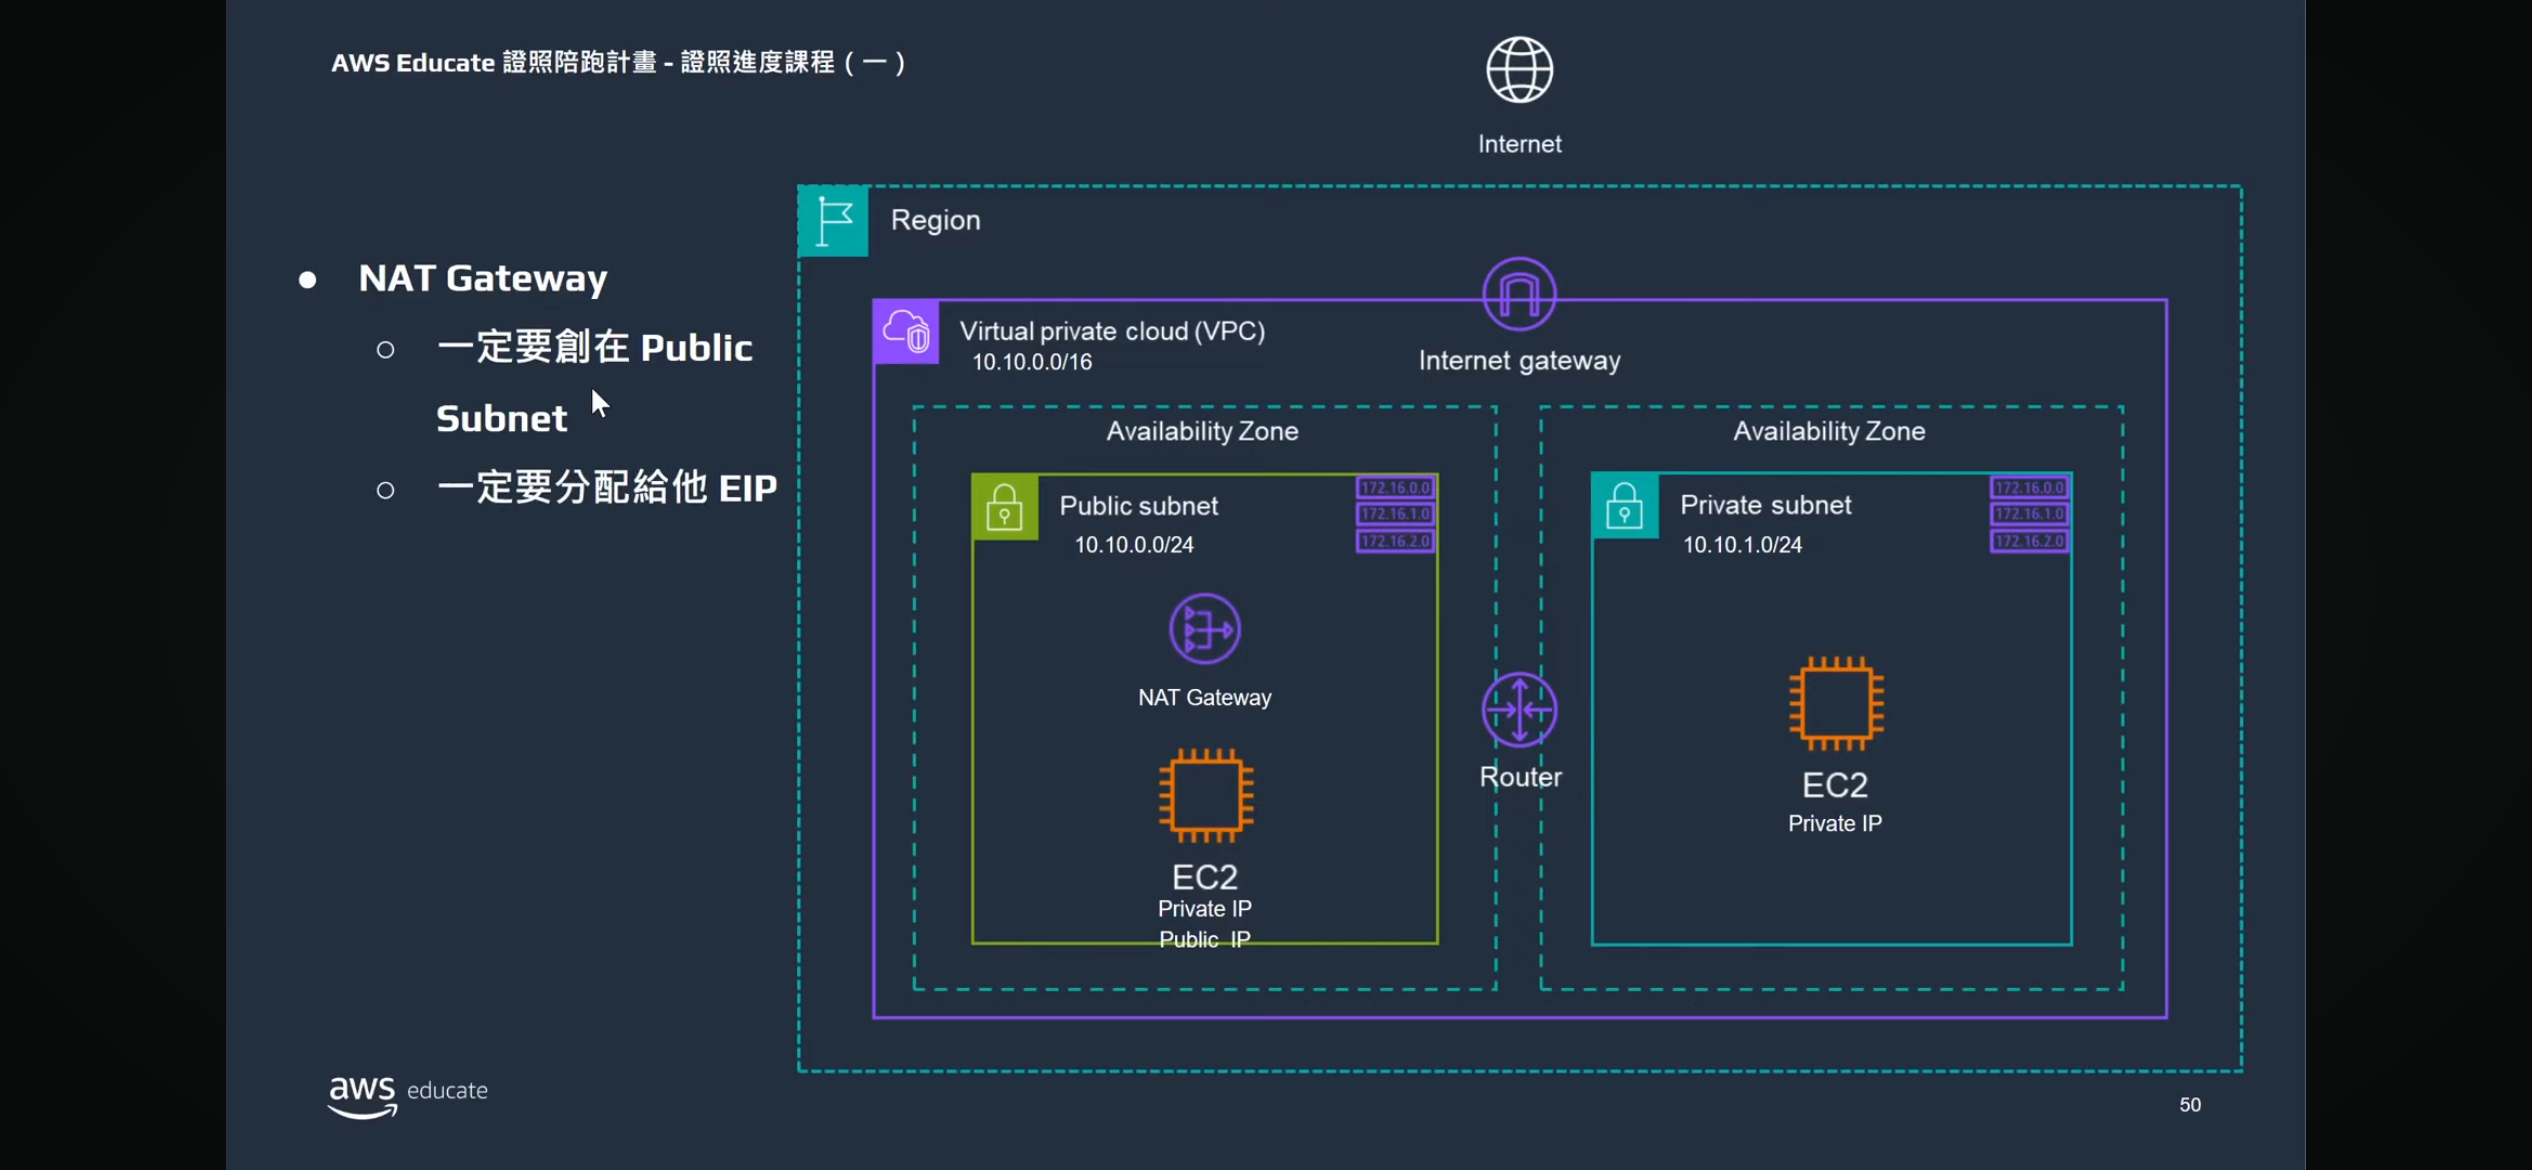 AWS Educate 證照陪跑計畫 - 證照進度課程 ( 一 )
Internet
Region
● NAT Gateway
○ 一定要創在 Public
Subnet
○ 一定要分配給他 EIP
Virtual private cloud (VPC)
10.10.0.0/16
Internet gateway
Availability Zone
Public subnet
10.10.0.0/24
172.16.0.0
172.16.1.0
172.16.2.0
NAT Gateway
EC2
Private IP
Public IP
Router
Availability Zone
Private subnet
10.10.1.0/24
172.16.0.0
172.16.1.0
172.16.2.0
EC2
Private IP
aws educate
50